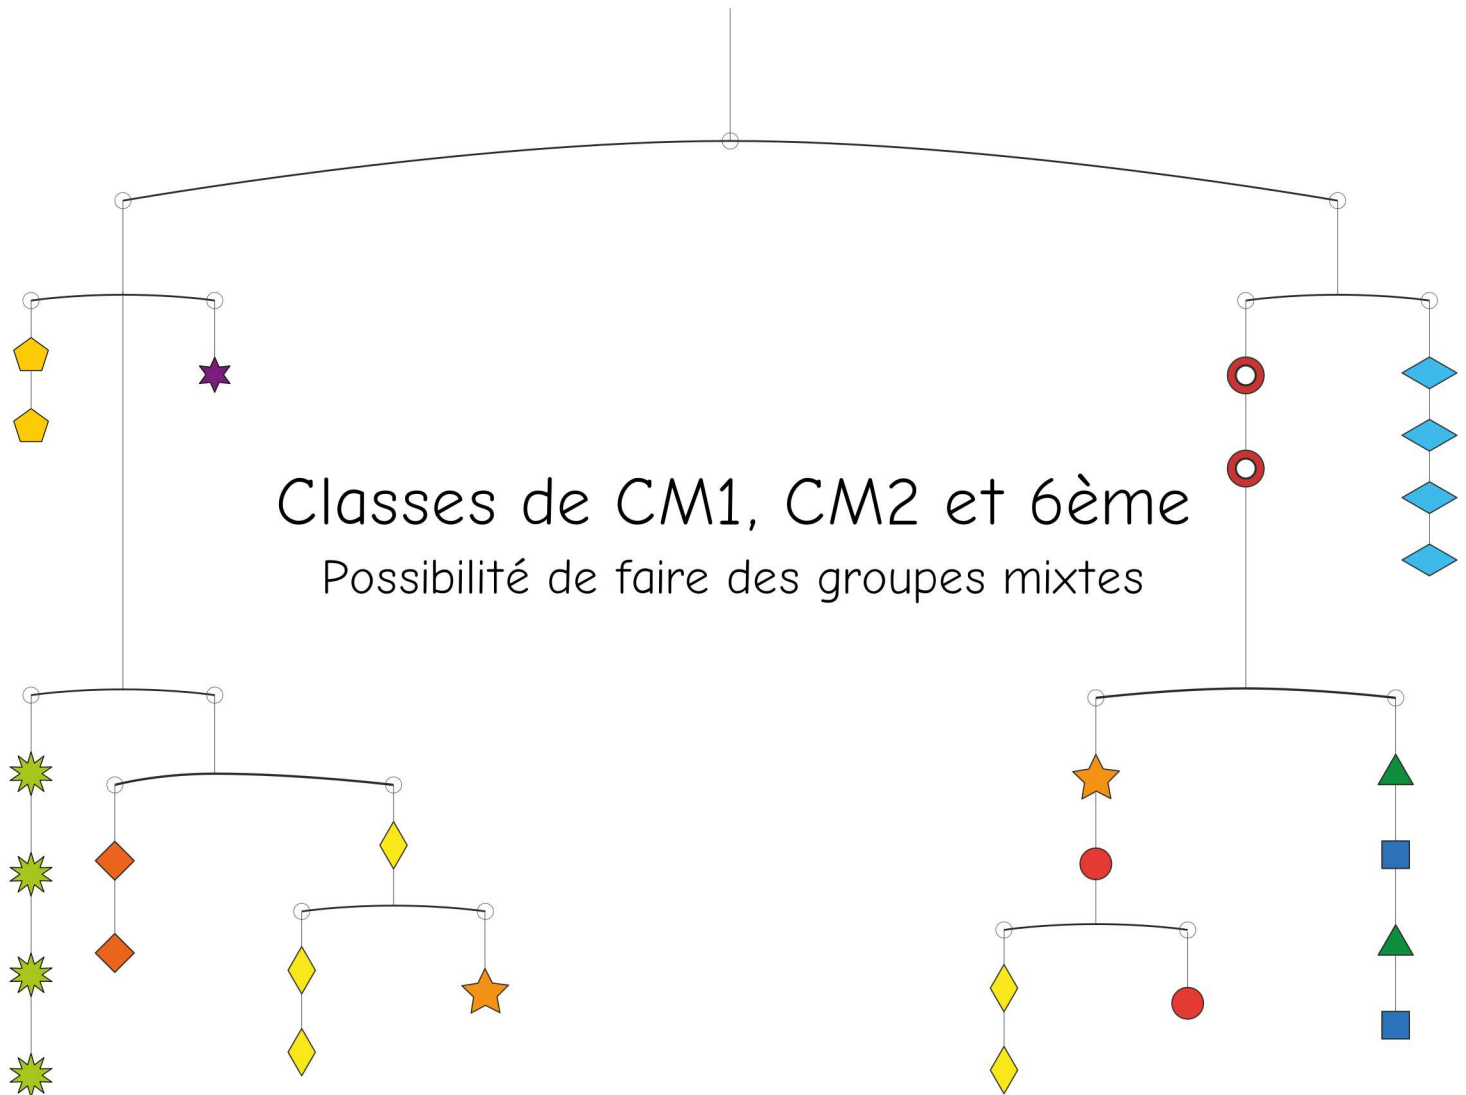 Classes de CM1, CM2 et 6ème
Possibilité de faire des groupes mixtes